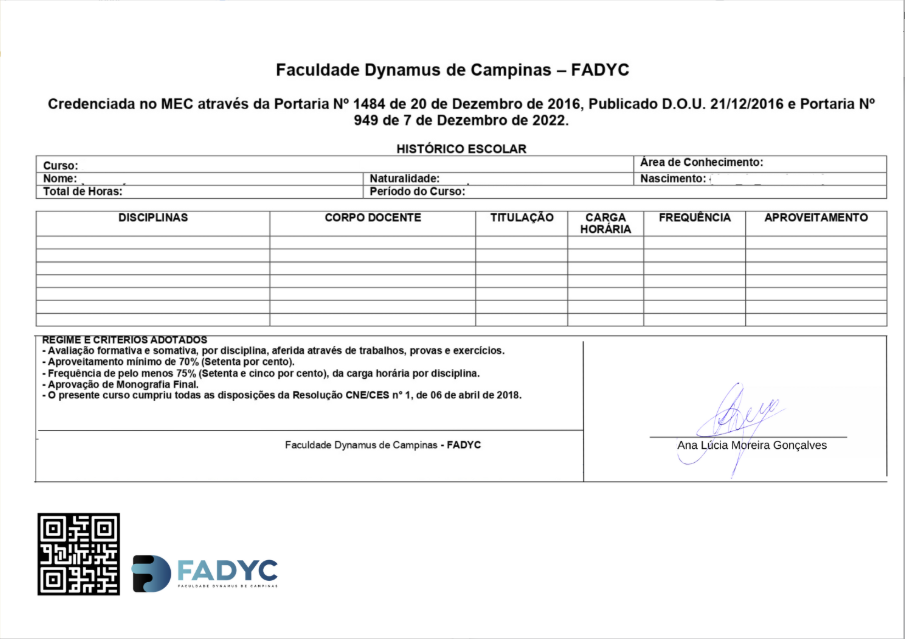 Faculdade Dynamus de Campinas – FADYC
Credenciada no MEC através da Portaria Nº 1484 de 20 de Dezembro de 2016, Publicado D.O.U. 21/12/2016 e Portaria Nº
949 de 7 de Dezembro de 2022.
HISTÓRICO ESCOLAR
Curso: Área de Conhecimento:
Nome: Naturalidade: Nascimento:
Total de Horas: Período do Curso:
DISCIPLINAS CORPO DOCENTE TITULAÇÃO CARGA HORÁRIA FREQUÊNCIA APROVEITAMENTO
REGIME E CRITERIOS ADOTADOS
- Avaliação formativa e somativa, por disciplina, aferida através de trabalhos, provas e exercícios.
- Aproveitamento mínimo de 70% (Setenta por cento).
- Frequência de pelo menos 75% (Setenta e cinco por cento), da carga horária por disciplina.
- Aprovação de Monografia Final.
- O presente curso cumpriu todas as disposições da Resolução CNE/CES nº 1, de 06 de abril de 2018.
Faculdade Dynamus de Campinas - FADYC
Ana Lúcia Moreira Gonçalves
FADYC
FACULDADE DYNAMUS DE CAMPINAS